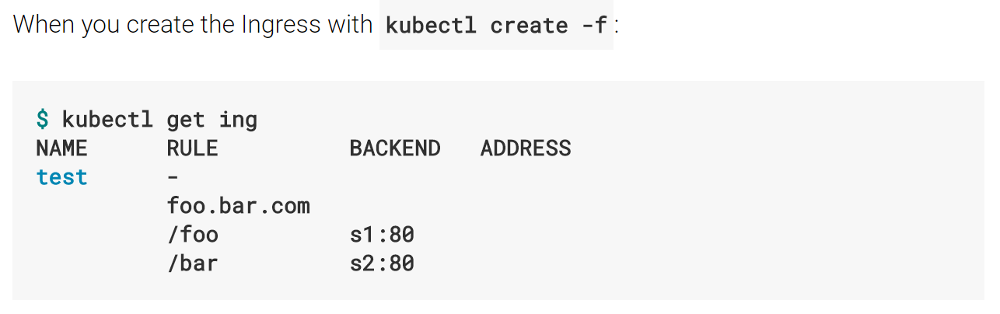 When you create the Ingress with kubectl create -f:
$ kubectl get ing
NAME      RULE          BACKEND   ADDRESS
test      -
          foo.bar.com
          /foo          s1:80
          /bar          s2:80